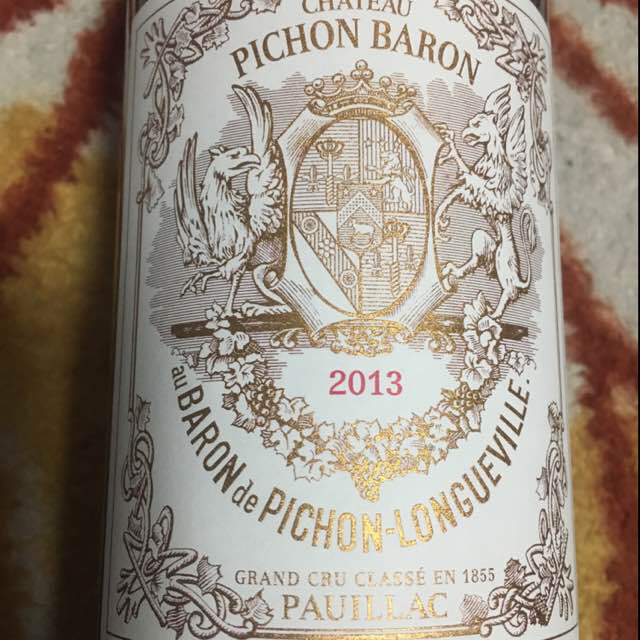 CHATEAU
PICHON BARON
2013
au BARON de PICHON-LONGUEVILLE.
GRAND CRU CLASSÉ EN 1855
PAUILLAC